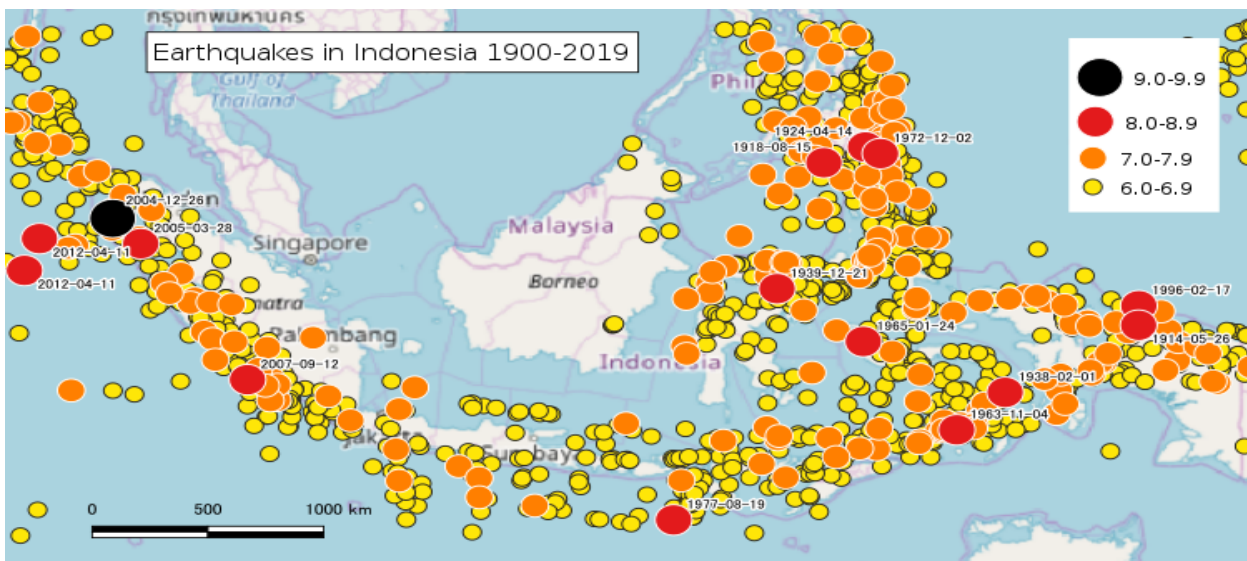 กรุงเทพมหานคร
Earthquakes in Indonesia 1900-2019
Gulf of
Thailand
9.0-9.9
8.0-8.9
7.0-7.9
6.0-6.9
1924-04-14
1972-12-02
1918-08-15
2004-12-26
2005-03-28
2012-04-11
2012-04-11
Malaysia
Singapore
Borneo
1939-12-21
1996-02-17
1965-01-24
1914-05-26
Indonesia
2007-09-12
1938-02-01
1963-11-04
1977-08-19
0 500 1000 km